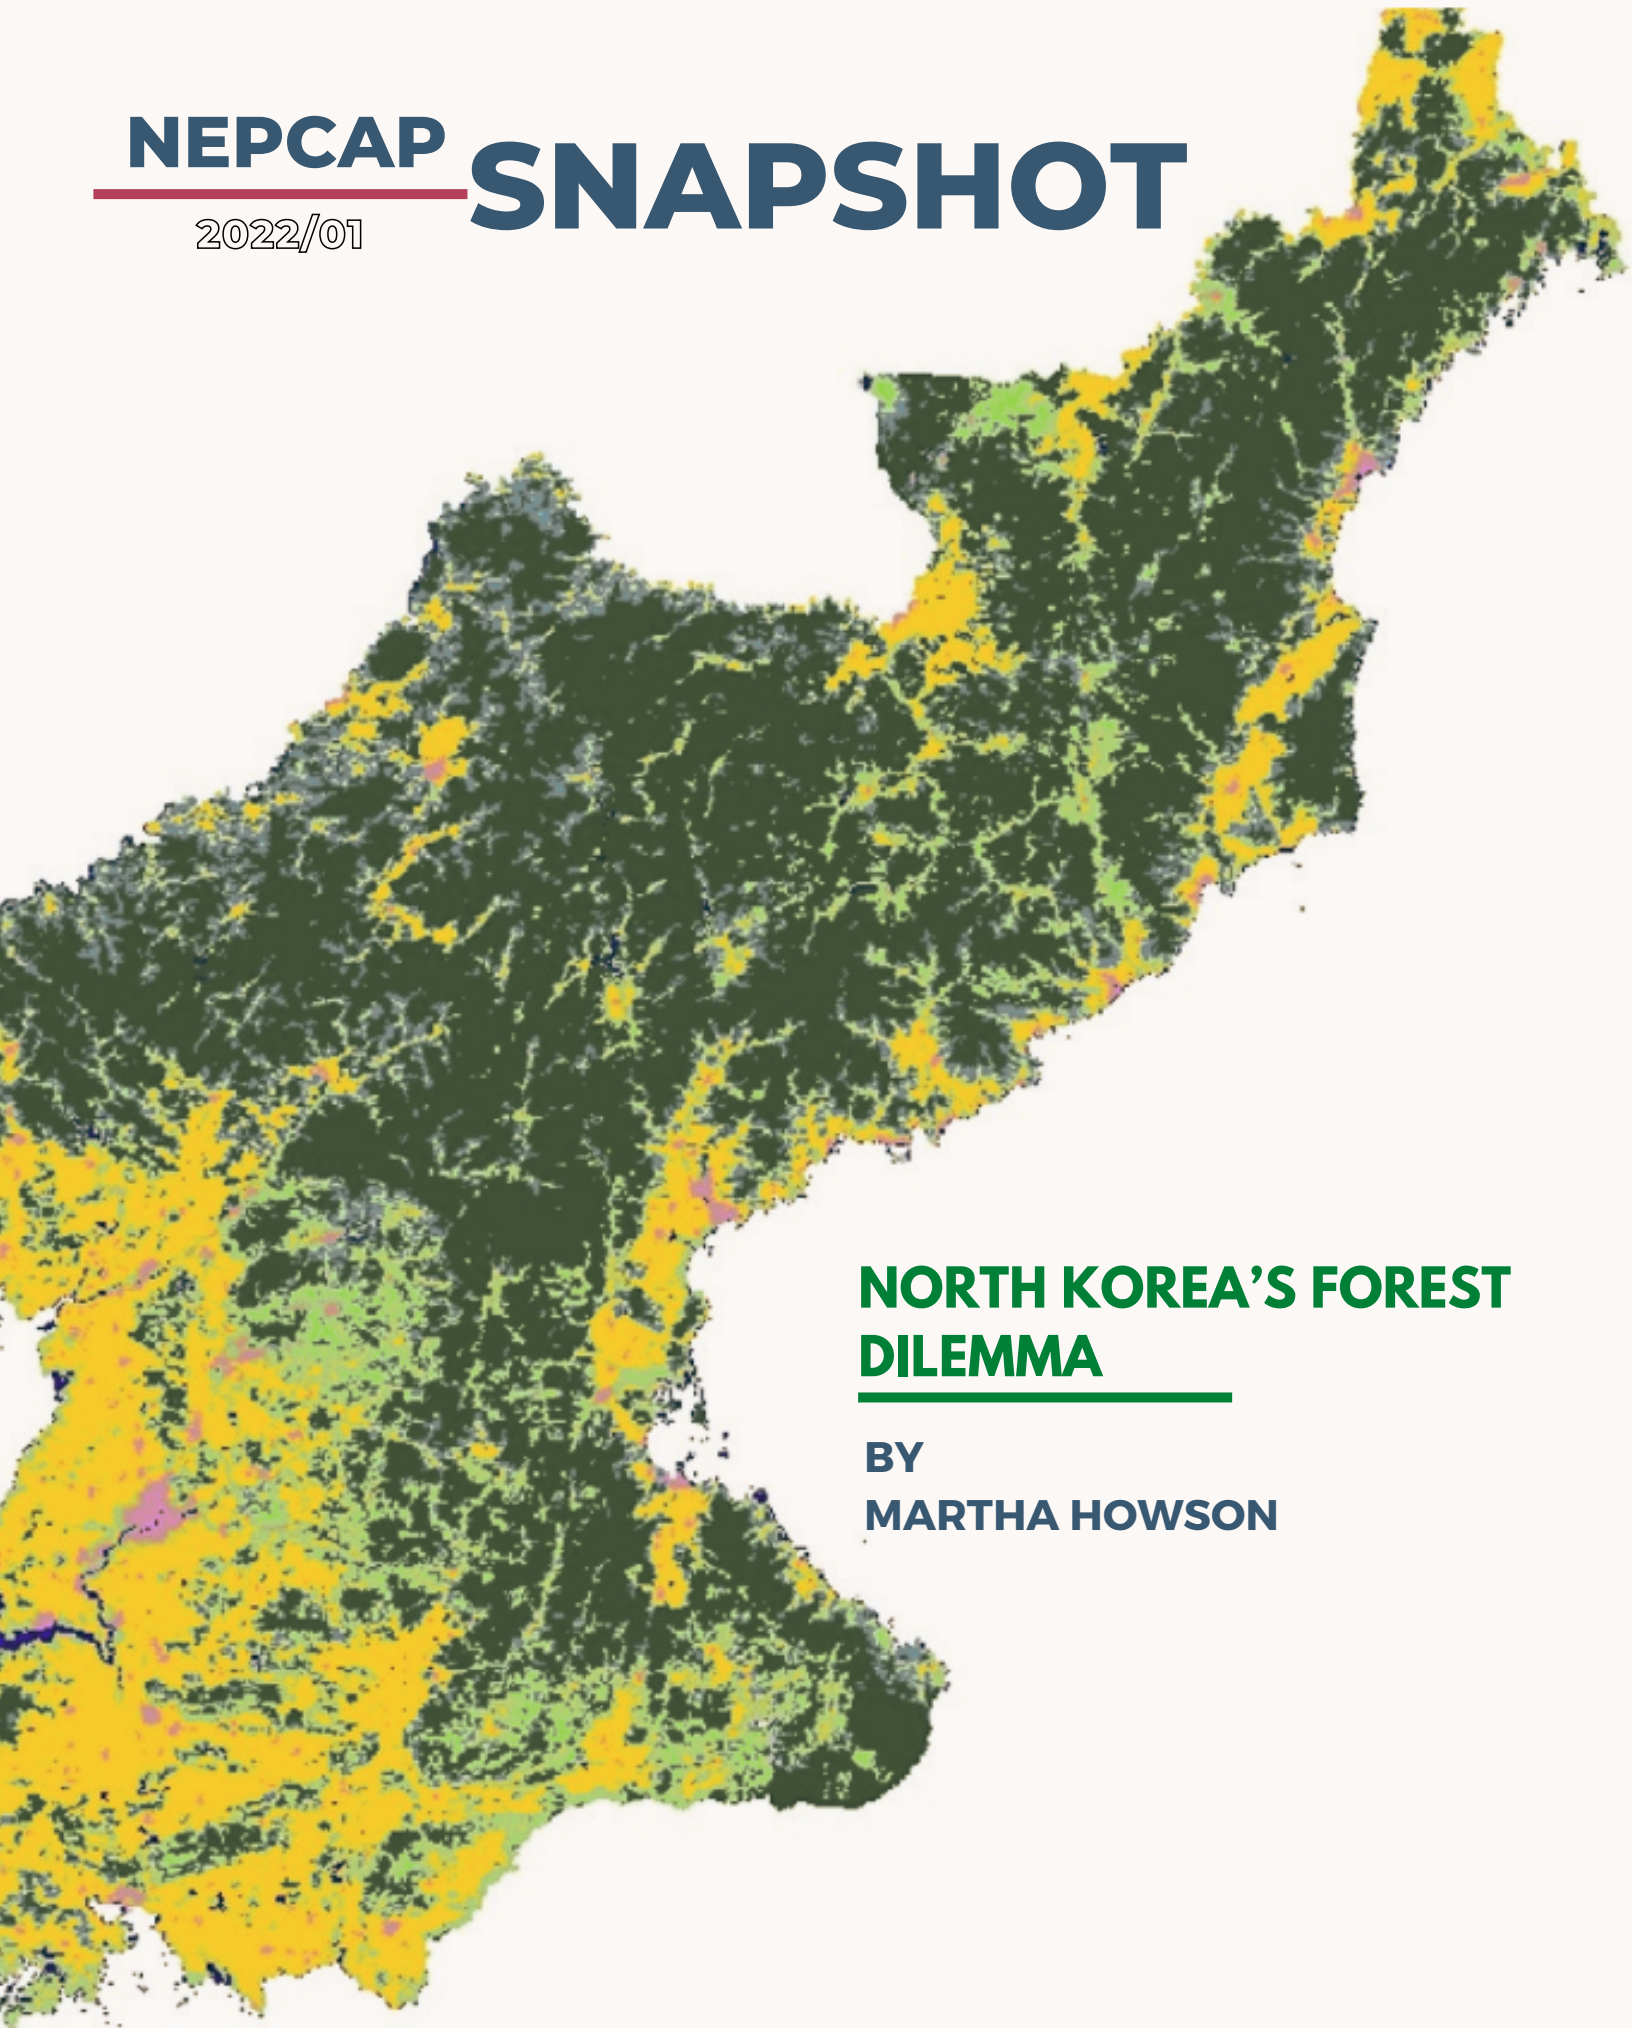 NEPCAP
SNAPSHOT
2022/01
NORTH KOREA’S FOREST
DILEMMA
BY
MARTHA HOWSON